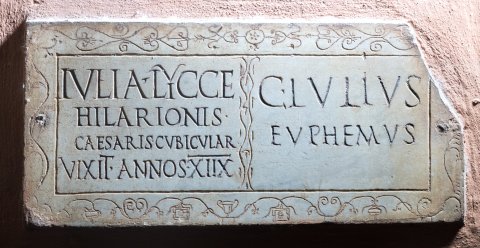 IVLIA·LYCCE
HILARIONIS·
CAESARIS CVBICVLAR
VIXIT·ANNOS·XIIX
C·IVLIVS
EVPHEMVS